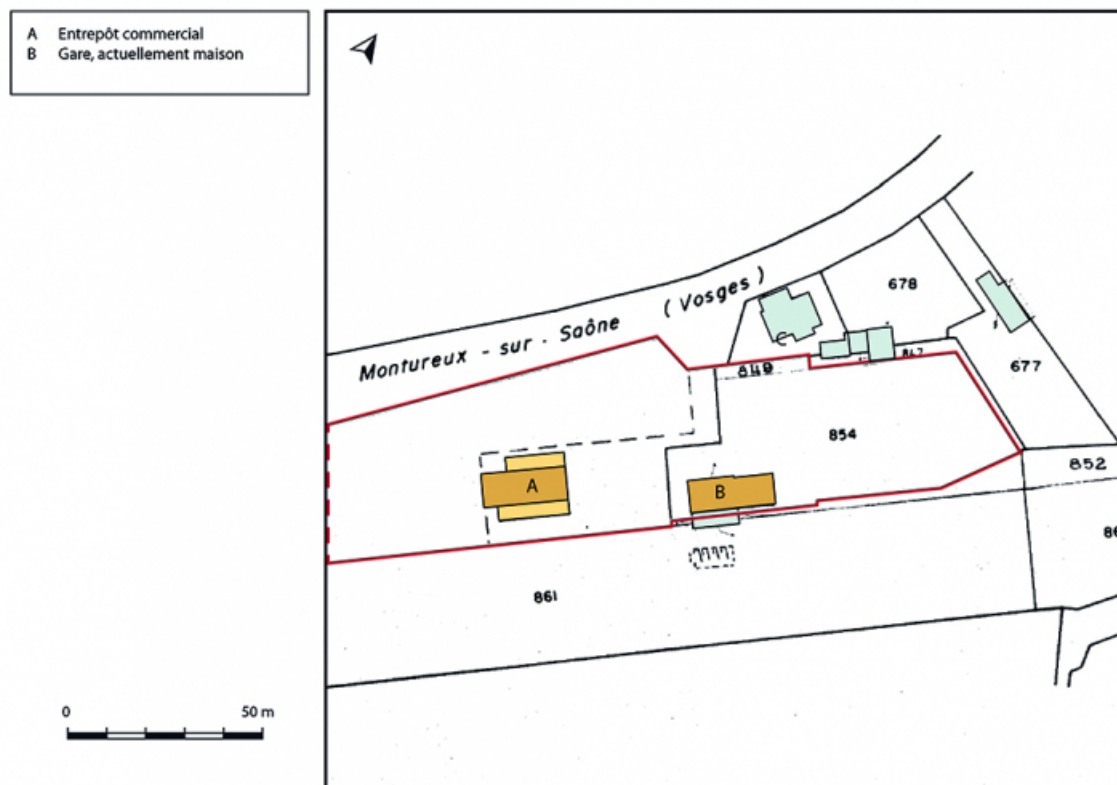 A Entrepôt commercial
B Gare, actuellement maison
Montureux - sur - Saône (Vosges)
678
677
849
854
852
A
B
861
0 50 m